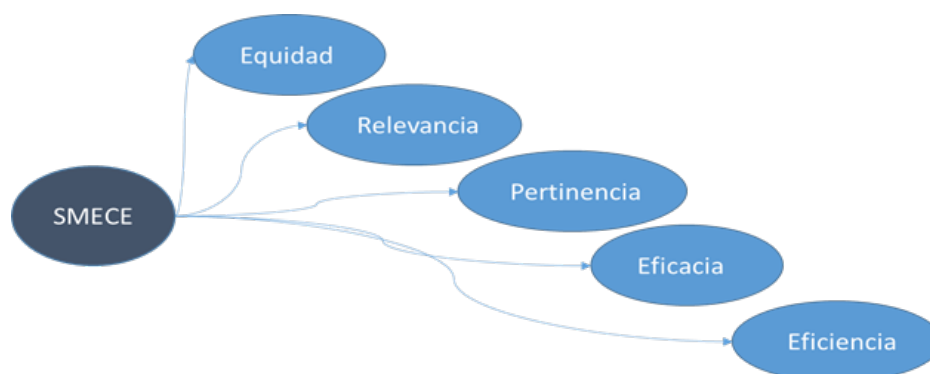 Equidad
Relevancia
Pertinencia
SMECE
Eficacia
Eficiencia